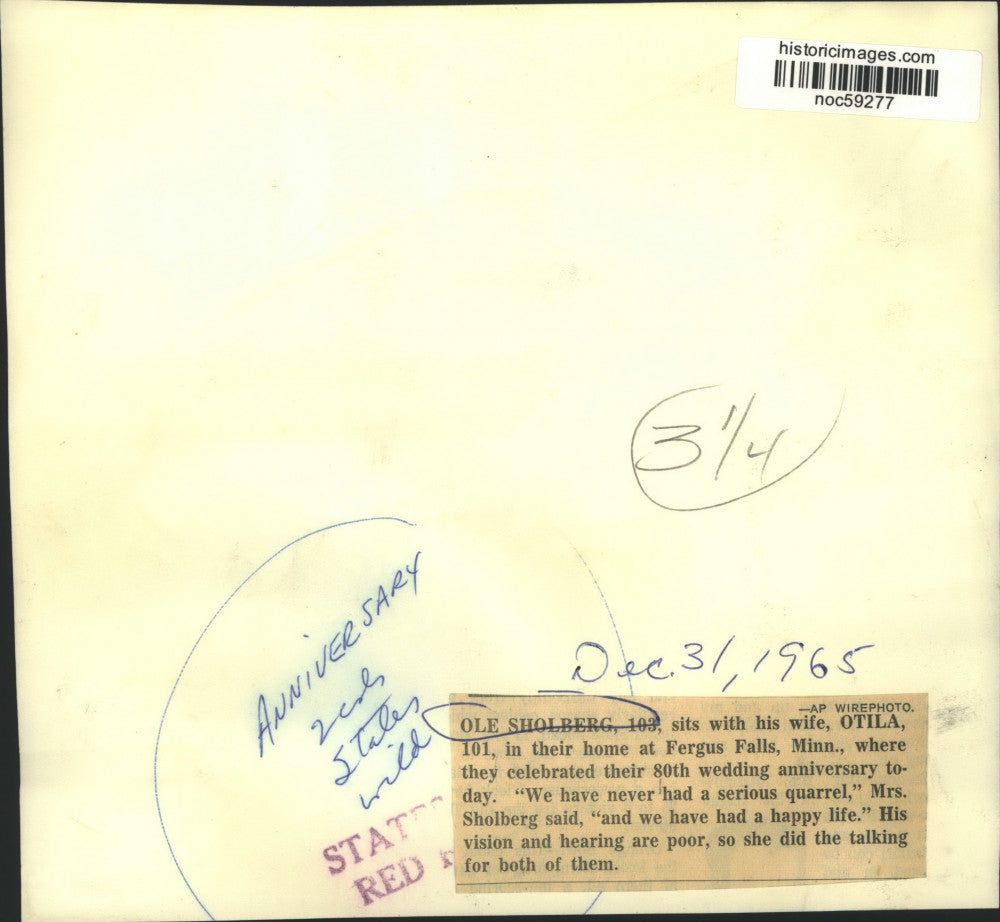 historicimages.com
noc59277
3 1/4
ANNIVERSARY
2 cols
States
wild
Dec. 31, 1965
STAT
RED
—AP WIREPHOTO.
OLE SHOLBERG, 103, sits with his wife, OTILA,
101, in their home at Fergus Falls, Minn., where
they celebrated their 80th wedding anniversary to-
day. "We have never had a serious quarrel," Mrs.
Sholberg said, "and we have had a happy life." His
vision and hearing are poor, so she did the talking
for both of them.